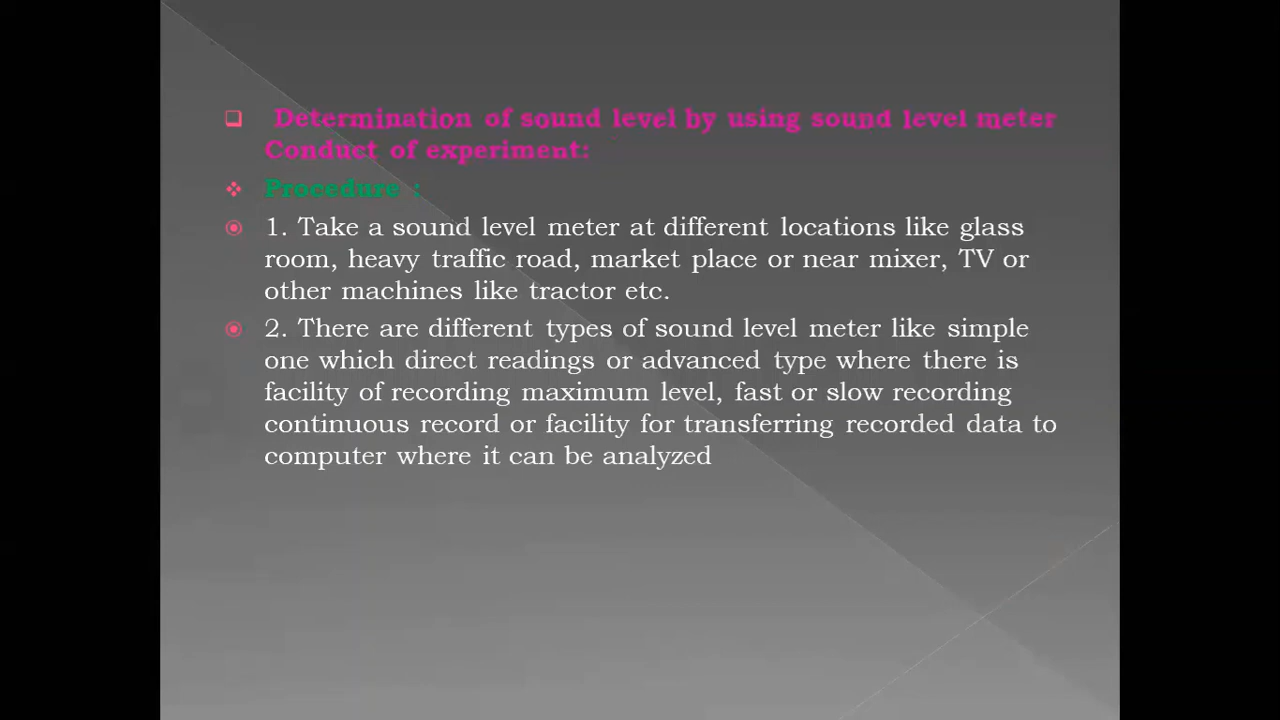 Determination of sound level by using sound level meter
Conduct of experiment:
Procedure :
1. Take a sound level meter at different locations like glass
room, heavy traffic road, market place or near mixer, TV or
other machines like tractor etc.
2. There are different types of sound level meter like simple
one which direct readings or advanced type where there is
facility of recording maximum level, fast or slow recording
continuous record or facility for transferring recorded data to
computer where it can be analyzed